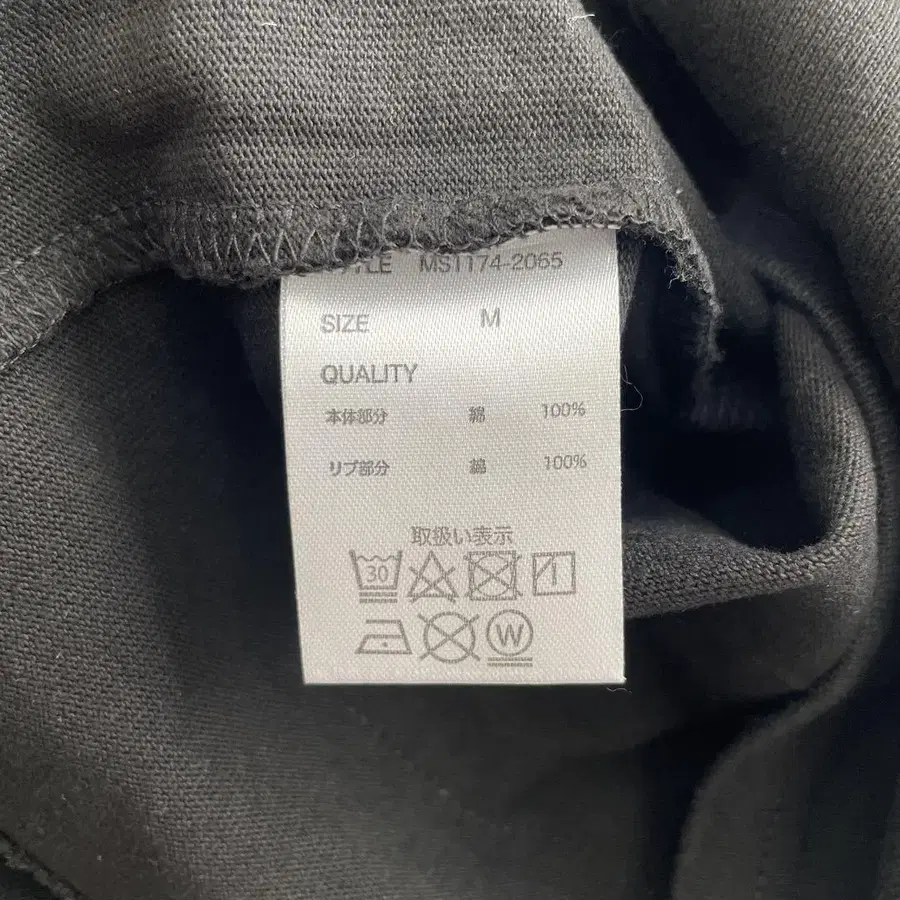 STYLE MS1174-2065
SIZE M
QUALITY
本体部分 綿 100%
リブ部分 綿 100%
取扱い表示
30
W